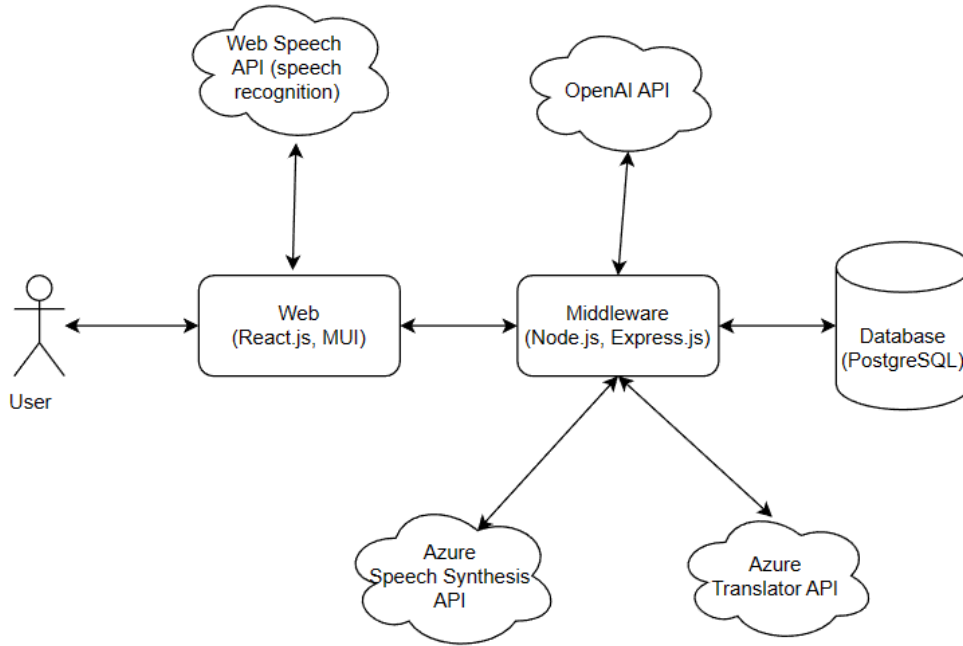 Web Speech
API (speech
recognition)
OpenAI API
Web
(React.js, MUI)
Middleware
(Node.js, Express.js)
Database
(PostgreSQL)
User
Azure
Speech Synthesis
API
Azure
Translator API